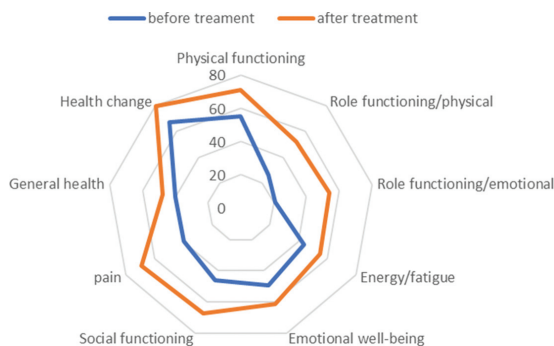 before treament
after treatment
Physical functioning
80
Health change
60
Role functioning/physical
40
20
General health
0
Role functioning/emotional
pain
Energy/fatigue
Social functioning
Emotional well-being